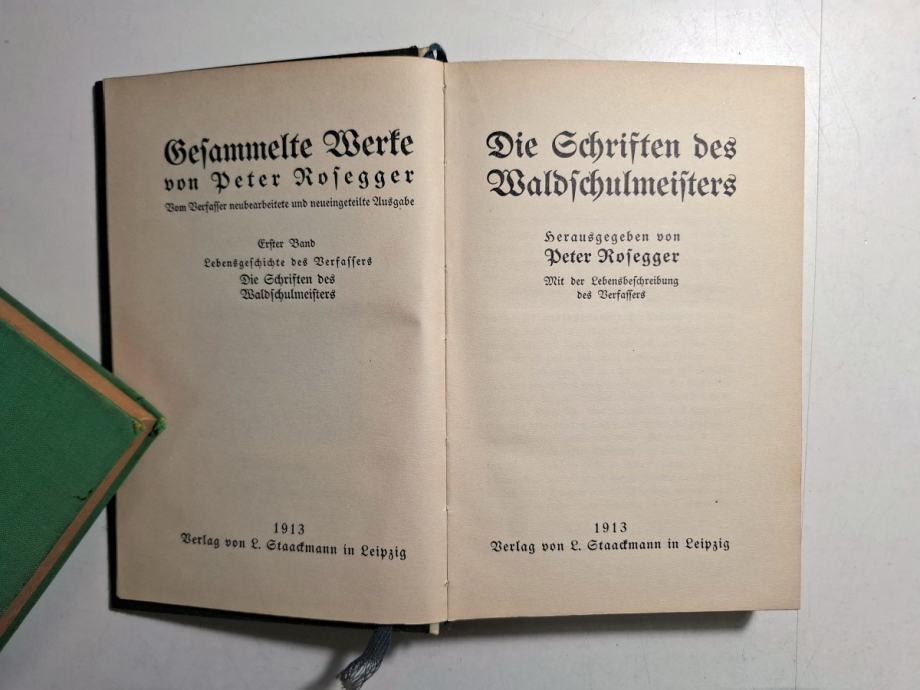 Gesammelte Werke
von Peter Rosegger
Vom Verfasser neubearbeitete und neueingeteilte Ausgabe
Erster Band
Lebensgeschichte des Verfassers
Die Schriften des
Waldschulmeisters
1913
Verlag von L. Staackmann in Leipzig
Die Schriften des
Waldschulmeisters
Herausgegeben von
Peter Rosegger
Mit der Lebensbeschreibung
des Verfassers
1913
Verlag von L. Staackmann in Leipzig